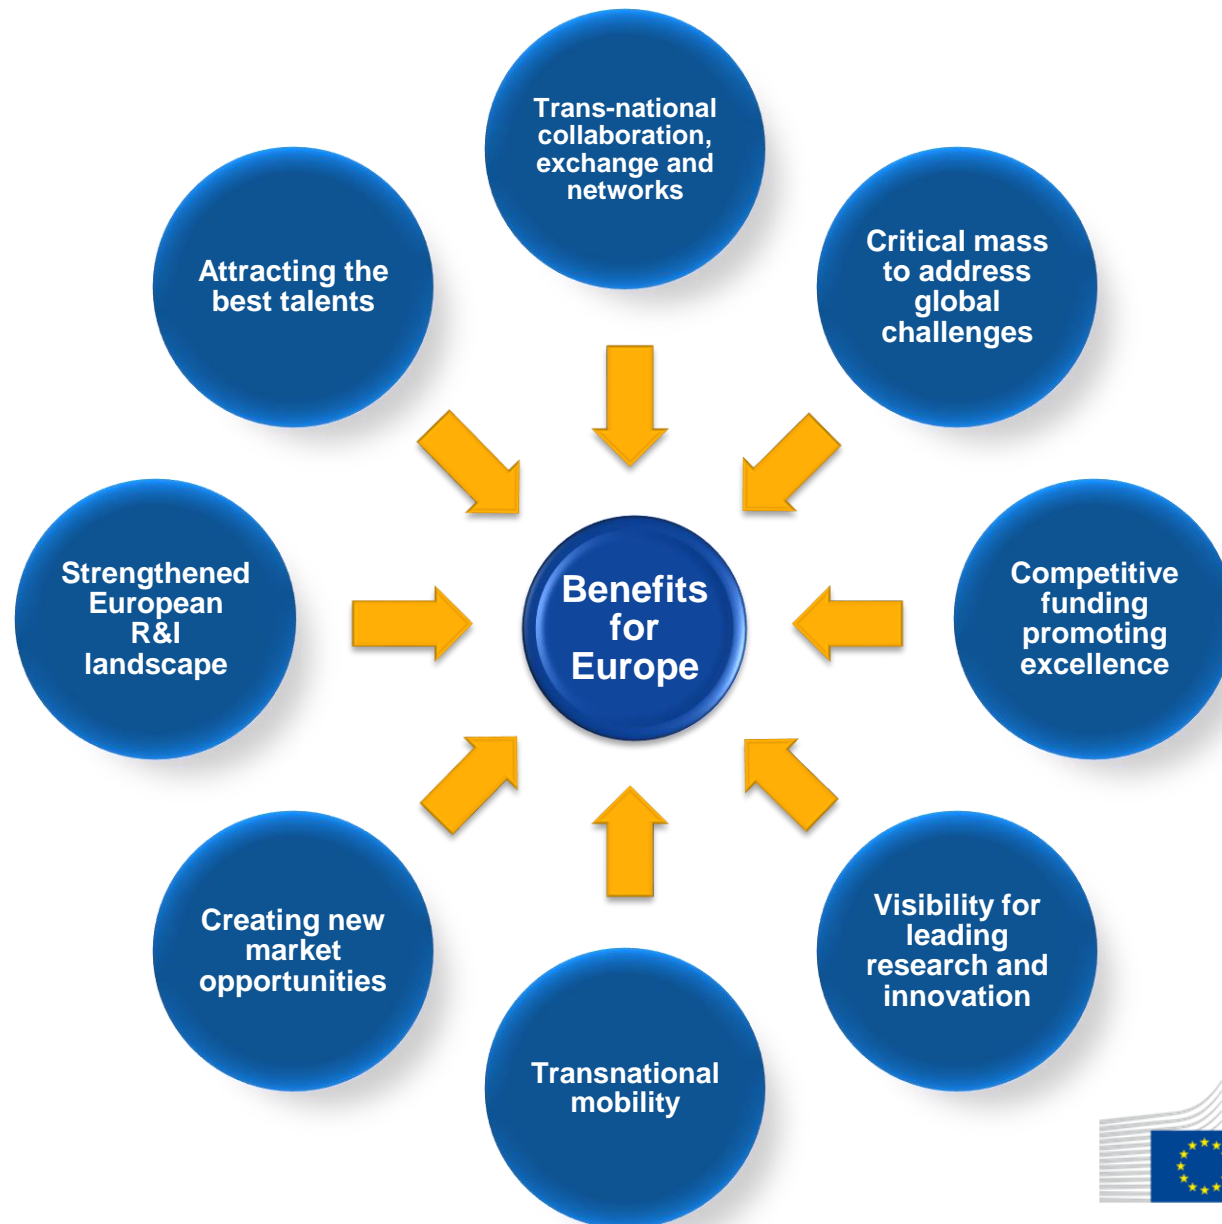 Trans-national
collaboration,
exchange and
networks
Attracting the
best talents
Critical mass
to address
global
challenges
Strengthened
European
R&I
landscape
Benefits
for
Europe
Competitive
funding
promoting
excellence
Creating new
market
opportunities
Visibility for
leading
research and
innovation
Transnational
mobility